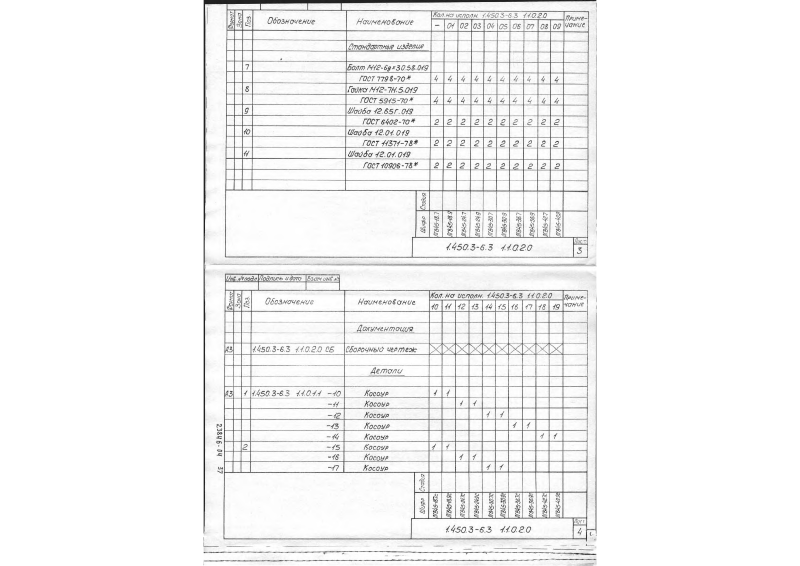 Формат
Зона
Поз.
Обозначение
Наименование
Кол. на исполн. 1.450.3-6.3 1.1.0.2.0
Приме-
чание
– 01 02 03 04 05 06 07 08 09
Стандартные изделия
7 Болт М12-6g×30.58.019
ГОСТ 7798-70* 4 4 4 4 4 4 4 4 4 4
8 Гайка М12-7Н.5.019
ГОСТ 5915-70* 4 4 4 4 4 4 4 4 4 4
9 Шайба 12.65Г.019
ГОСТ 6402-70* 2 2 2 2 2 2 2 2 2 2
10 Шайба 12.01.019
ГОСТ 11371-78* 2 2 2 2 2 2 2 2 2 2
11 Шайба 12.01.019
ГОСТ 10906-78* 2 2 2 2 2 2 2 2 2 2
Стадия
Шифр
1.450.3-6.3 1.1.0.2.0
Лист
3
Инв. № подл. Подпись и дата Взам. инв. №
Формат
Зона
Поз.
Обозначение
Наименование
Кол. на исполн. 1.450.3-6.3 1.1.0.2.0
Приме-
чание
10 11 12 13 14 15 16 17 18 19
Документация
А3 1.450.3-6.3 1.1.0.2.0 СБ Сборочный чертеж
Детали
А3 1 1.450.3-6.3 1.1.0.1.1 -10 Косоур 1 1
-11 Косоур 1 1
-12 Косоур 1 1
-13 Косоур 1 1
-14 Косоур 1 1
2 -15 Косоур 1 1
-16 Косоур 1 1
-17 Косоур 1 1
23846-04 37
Стадия
Шифр
1.450.3-6.3 1.1.0.2.0
Лист
4